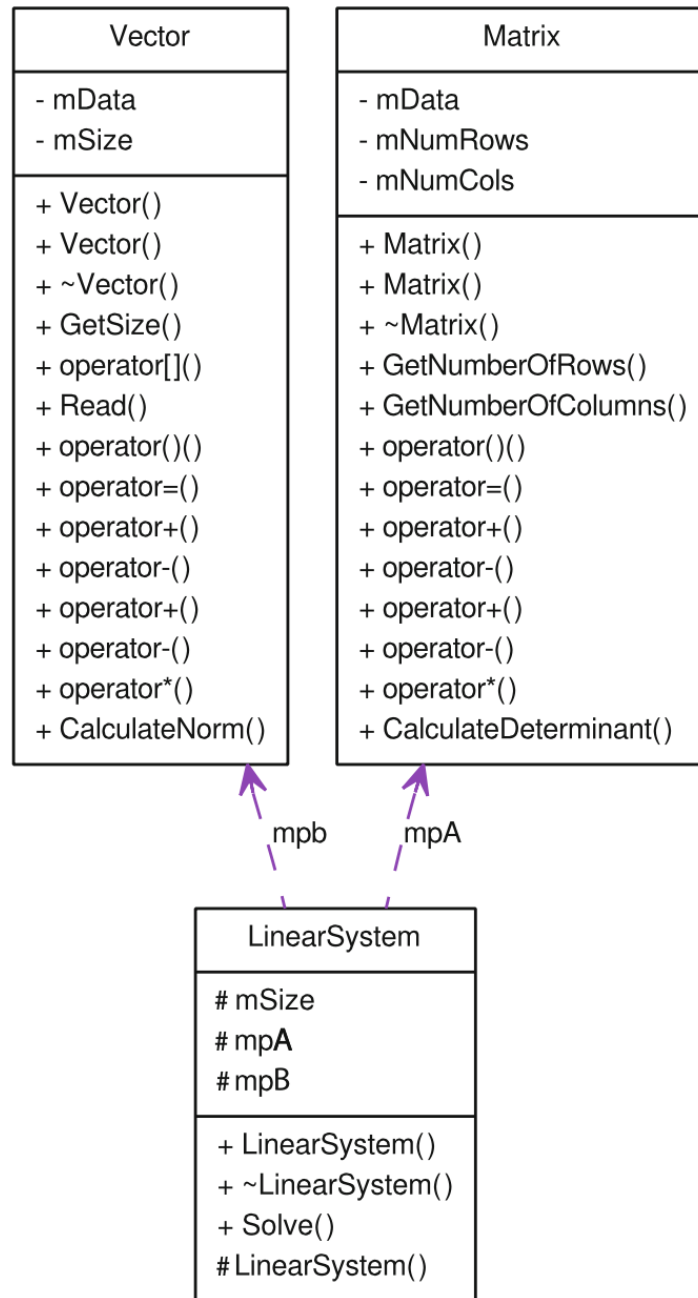 Vector
- mData
- mSize
+ Vector()
+ Vector()
+ ~Vector()
+ GetSize()
+ operator[]()
+ Read()
+ operator()()
+ operator=()
+ operator+()
+ operator-()
+ operator+()
+ operator-()
+ operator*()
+ CalculateNorm()
Matrix
- mData
- mNumRows
- mNumCols
+ Matrix()
+ Matrix()
+ ~Matrix()
+ GetNumberOfRows()
+ GetNumberOfColumns()
+ operator()()
+ operator=()
+ operator+()
+ operator-()
+ operator+()
+ operator-()
+ operator*()
+ CalculateDeterminant()
mpb
mpA
LinearSystem
# mSize
# mpA
# mpB
+ LinearSystem()
+ ~LinearSystem()
+ Solve()
# LinearSystem()